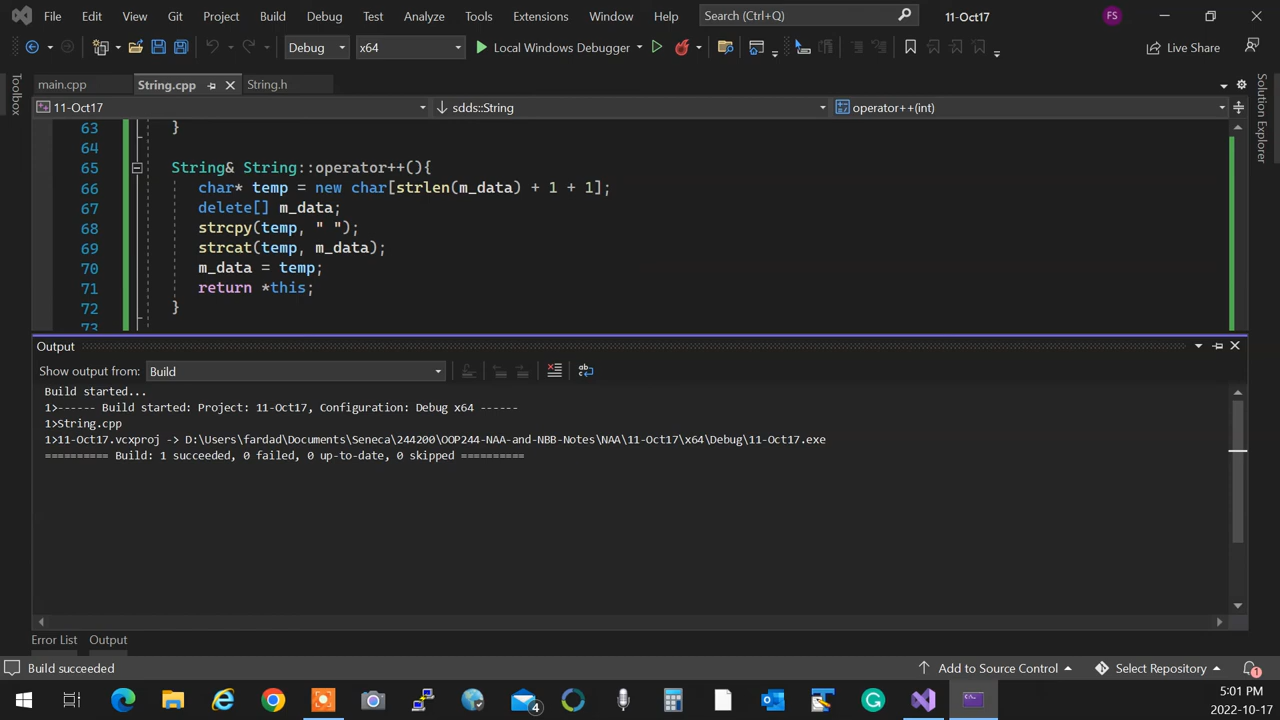 File Edit View Git Project Build Debug Test Analyze Tools Extensions Window Help Search (Ctrl+Q) 11-Oct17 FS
Debug x64 Local Windows Debugger Live Share
Toolbox
main.cpp String.cpp String.h
Solution Explorer
11-Oct17 sdds::String operator++(int)
63 }
64
65 String& String::operator++(){
66 char* temp = new char[strlen(m_data) + 1 + 1];
67 delete[] m_data;
68 strcpy(temp, " ");
69 strcat(temp, m_data);
70 m_data = temp;
71 return *this;
72 }
73
Output
Show output from: Build
Build started...
1>------ Build started: Project: 11-Oct17, Configuration: Debug x64 ------
1>String.cpp
1>11-Oct17.vcxproj -> D:\Users\fardad\Documents\Seneca\244200\OOP244-NAA-and-NBB-Notes\NAA\11-Oct17\x64\Debug\11-Oct17.exe
========== Build: 1 succeeded, 0 failed, 0 up-to-date, 0 skipped ==========
Error List Output
Build succeeded Add to Source Control Select Repository 1
4
5:01 PM
2022-10-17